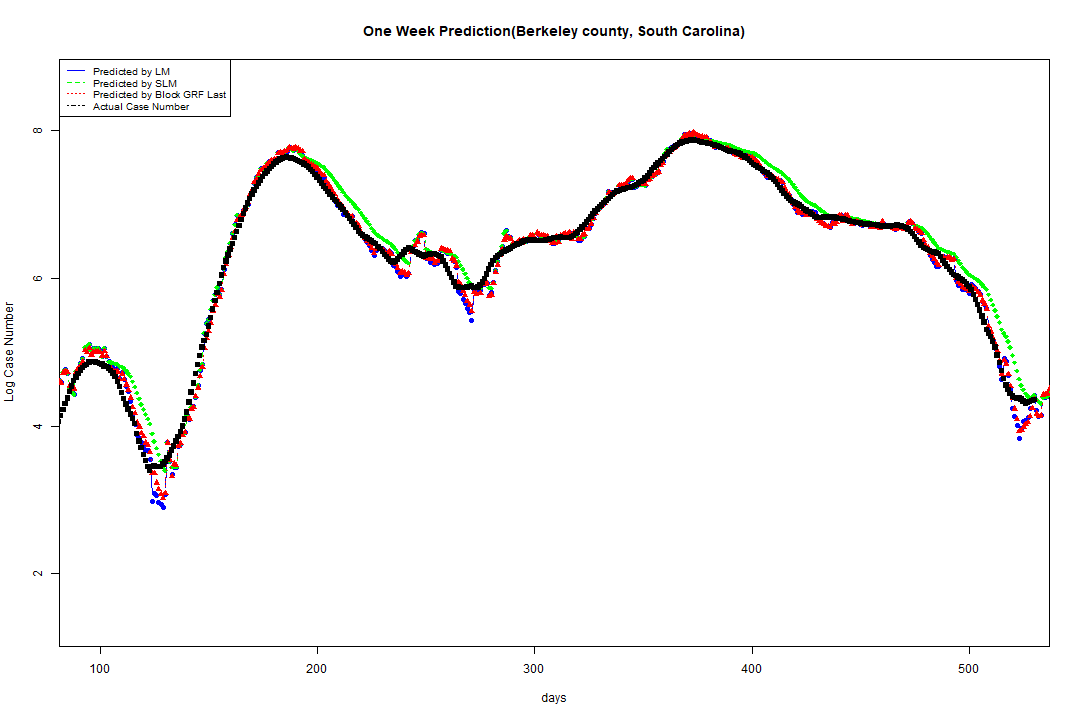 One Week Prediction(Berkeley county, South Carolina)
Predicted by LM
Predicted by SLM
Predicted by Block GRF Last
Actual Case Number
8
6
4
2
Log Case Number
100 200 300 400 500
days